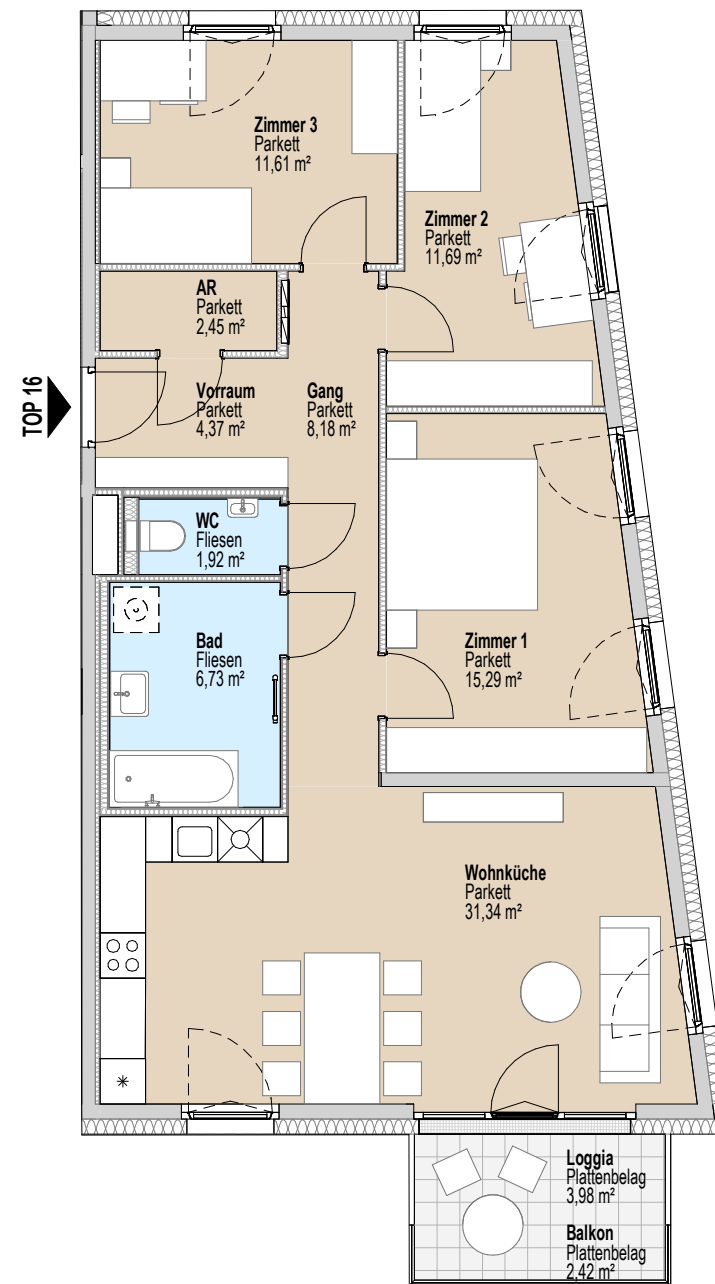 Zimmer 3
Parkett
11,61 m²
Zimmer 2
Parkett
11,69 m²
AR
Parkett
2,45 m²
TOP 16
Vorraum
Parkett
4,37 m²
Gang
Parkett
8,18 m²
WC
Fliesen
1,92 m²
Bad
Fliesen
6,73 m²
Zimmer 1
Parkett
15,29 m²
Wohnküche
Parkett
31,34 m²
Loggia
Plattenbelag
3,98 m²
Balkon
Plattenbelag
2,42 m²